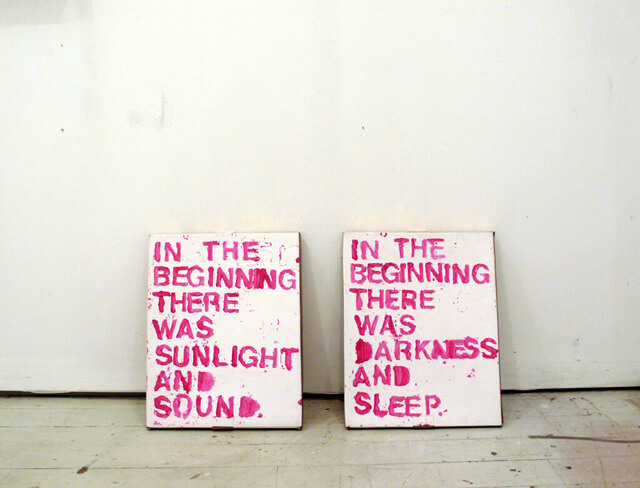 IN THE
BEGINNING
THERE
WAS
SUNLIGHT
AND
SOUND.
IN THE
BEGINNING
THERE
WAS
DARKNESS
AND
SLEEP.